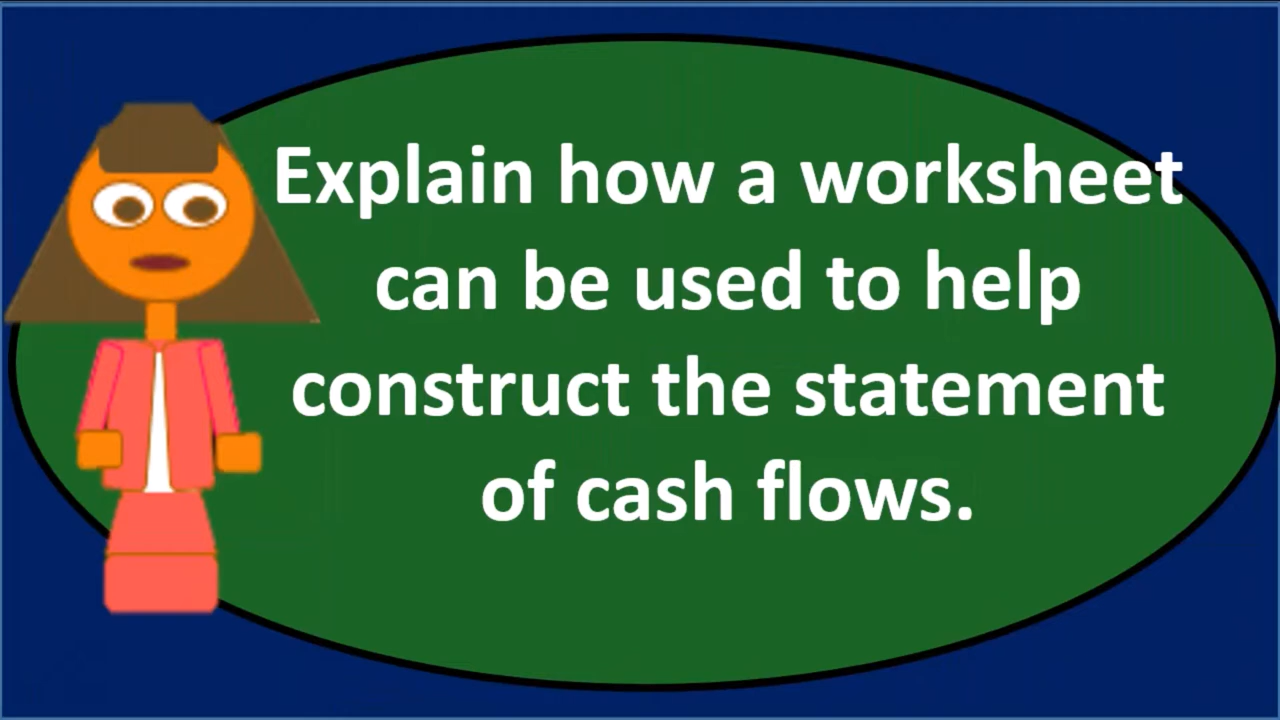 Explain how a worksheet
can be used to help
construct the statement
of cash flows.